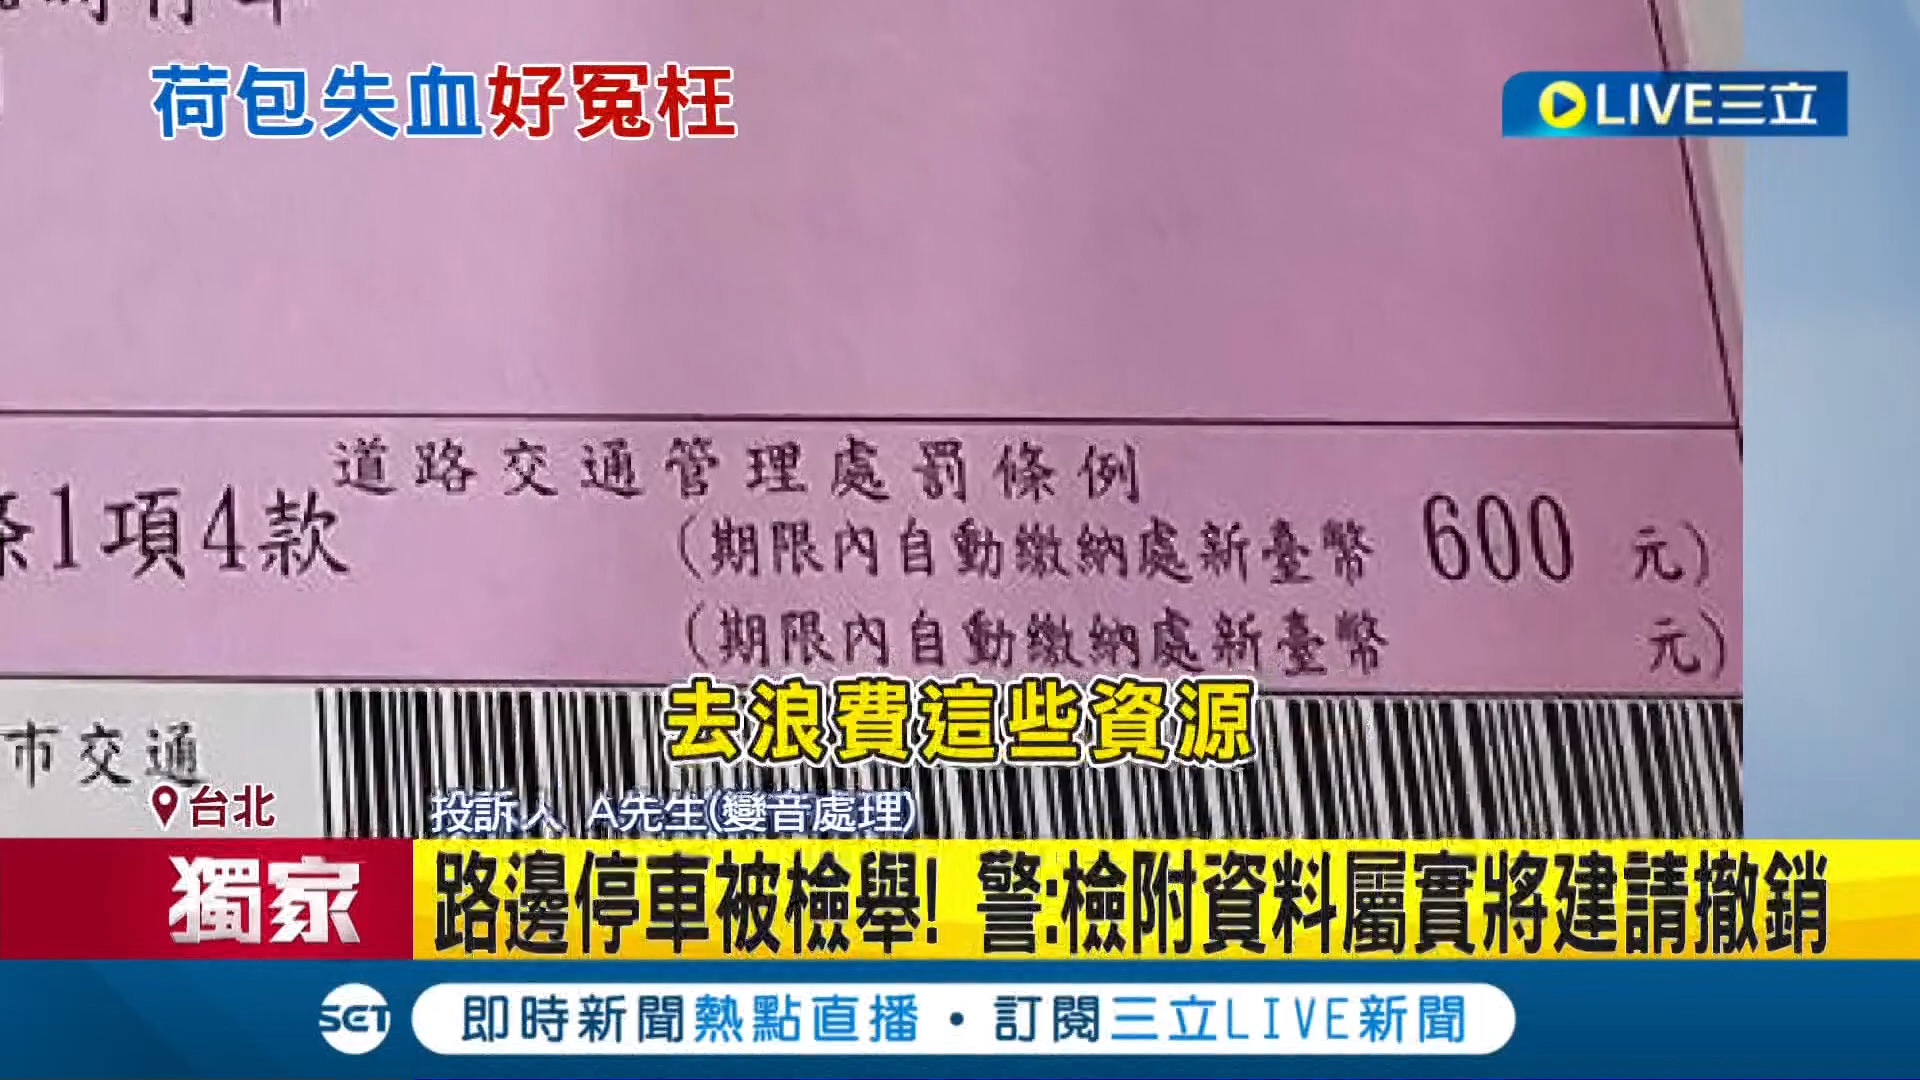 荷包失血好冤枉
LIVE三立
道路交通管理處罰條例
條1項4款
(期限內自動繳納處新臺幣 600 元)
(期限內自動繳納處新臺幣 元)
去浪費這些資源
市交通
台北
投訴人 A先生(變音處理)
獨家
路邊停車被檢舉! 警:檢附資料屬實將建請撤銷
SET
即時新聞熱點直播・訂閱三立LIVE新聞